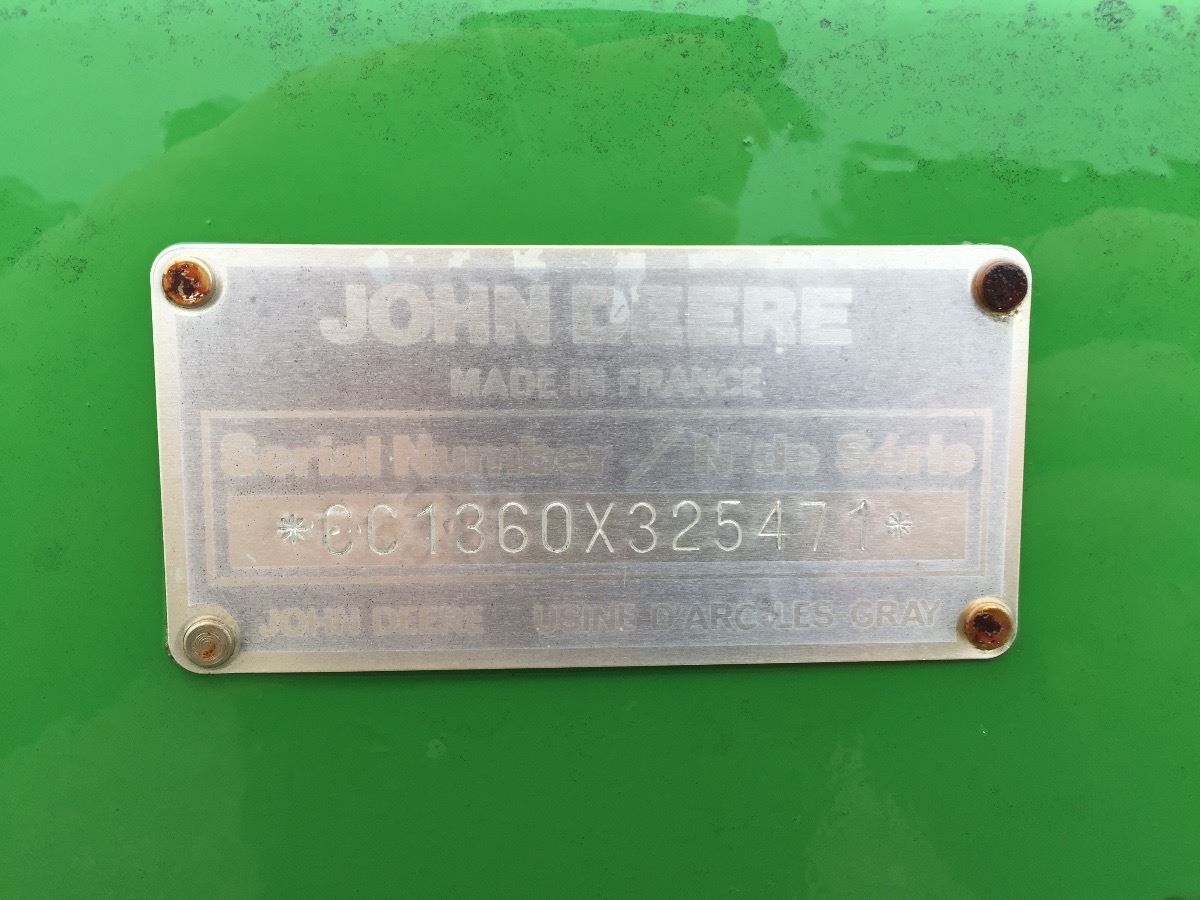 JOHN DEERE
MADE IN FRANCE
Serial Number / N° de Série
*CC1360X325471*
JOHN DEERE USINE D'ARC-LES-GRAY